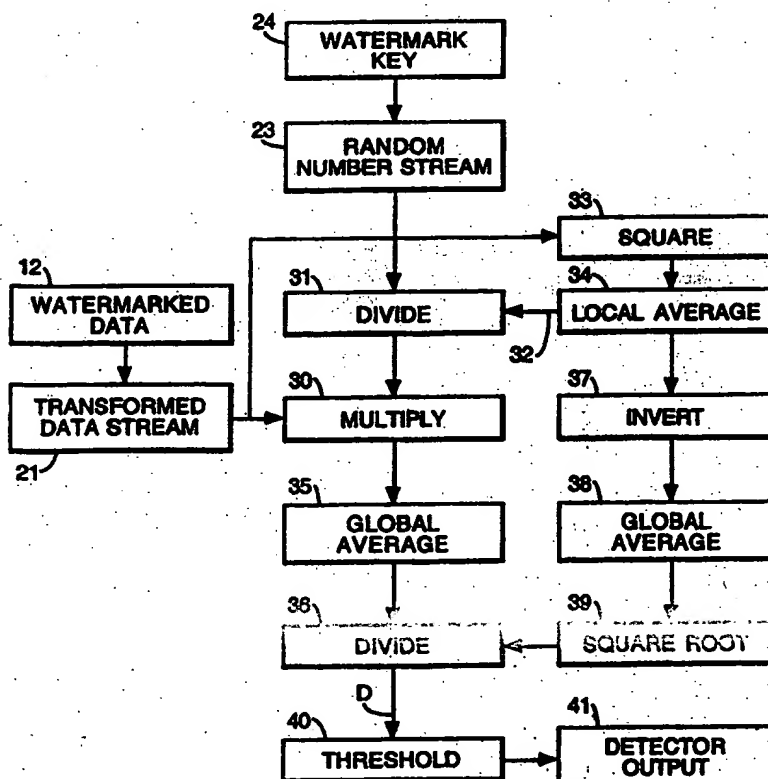 24
WATERMARK
KEY
23
RANDOM
NUMBER STREAM
33
SQUARE
12
WATERMARKED
DATA
31
DIVIDE
32
34
LOCAL AVERAGE
TRANSFORMED
DATA STREAM
21
30
MULTIPLY
37
INVERT
35
GLOBAL
AVERAGE
38
GLOBAL
AVERAGE
36
DIVIDE
39
SQUARE ROOT
D
40
THRESHOLD
41
DETECTOR
OUTPUT